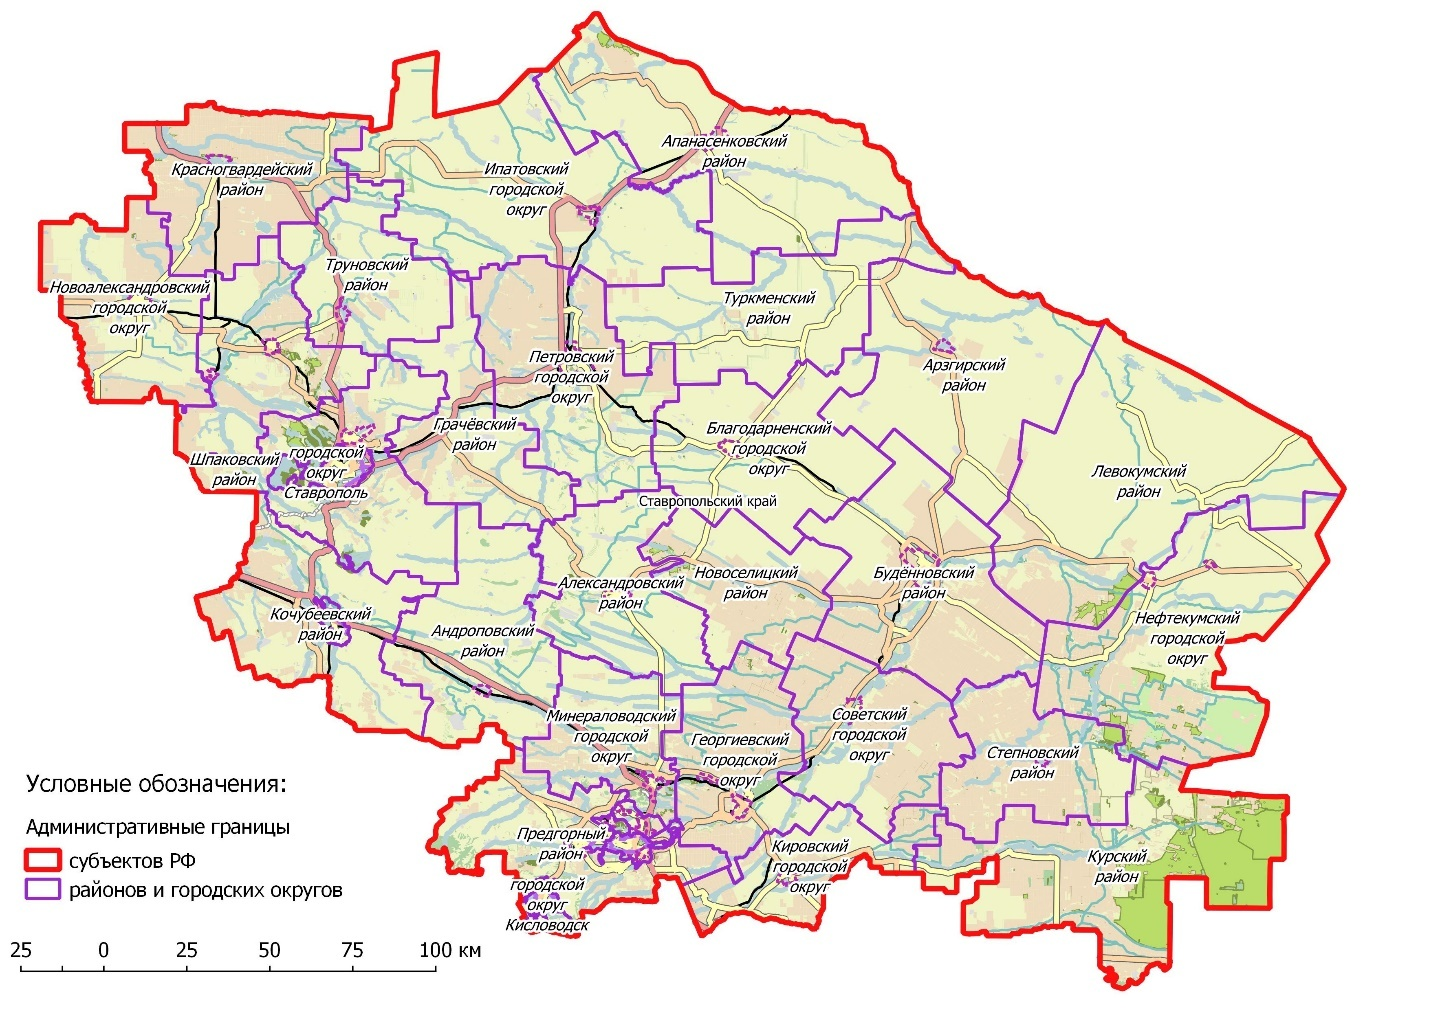 Апанасенковский
район
Красногвардейский
район
Ипатовский
городской
округ
Труновский
район
Новоалександровский
городской
округ
Туркменский
район
Петровский
городской
округ
Арзгирский
район
Грачёвский
район
Благодарненский
городской
округ
Шпаковский
район
городской
округ
Ставрополь
Левокумский
район
Ставропольский край
Александровский
район
Новоселицкий
район
Будённовский
район
Кочубеевский
район
Андроповский
район
Нефтекумский
городской
округ
Минераловодский
городской
округ
Георгиевский
городской
округ
Советский
городской
округ
Степновский
район
Предгорный
район
Кировский
городской
округ
Курский
район
городской
округ
Кисловодск
Условные обозначения:
Административные границы
субъектов РФ
районов и городских округов
25 0 25 50 75 100 км